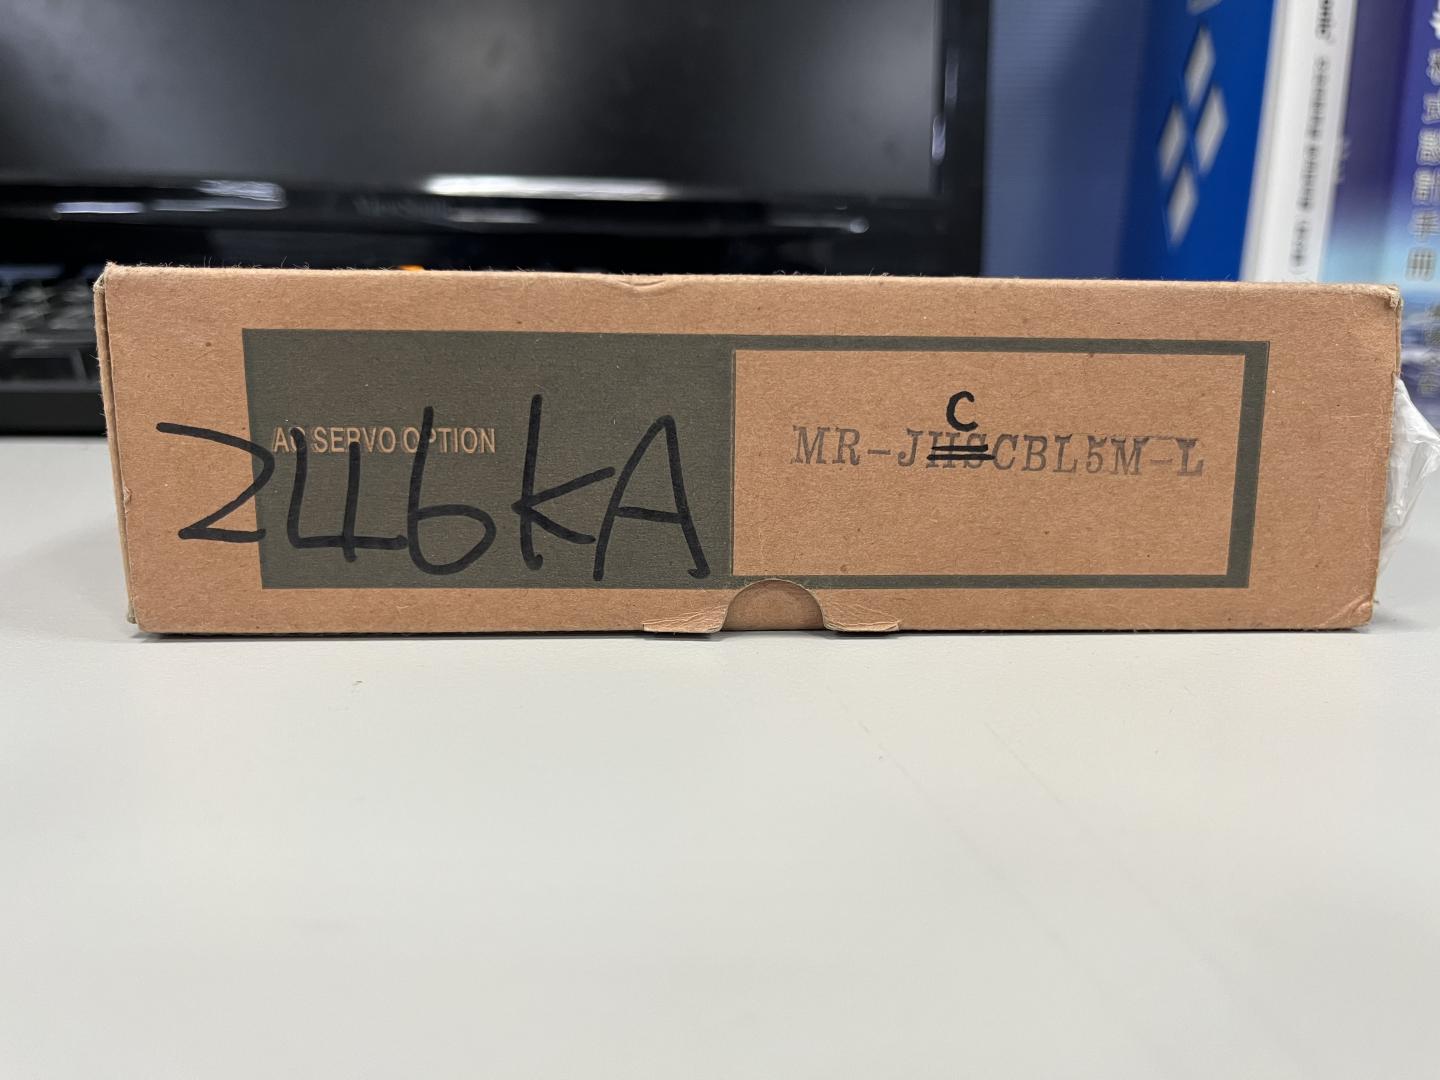 AC SERVO OPTION
246kA
C
MR-JHSCBL5M-L